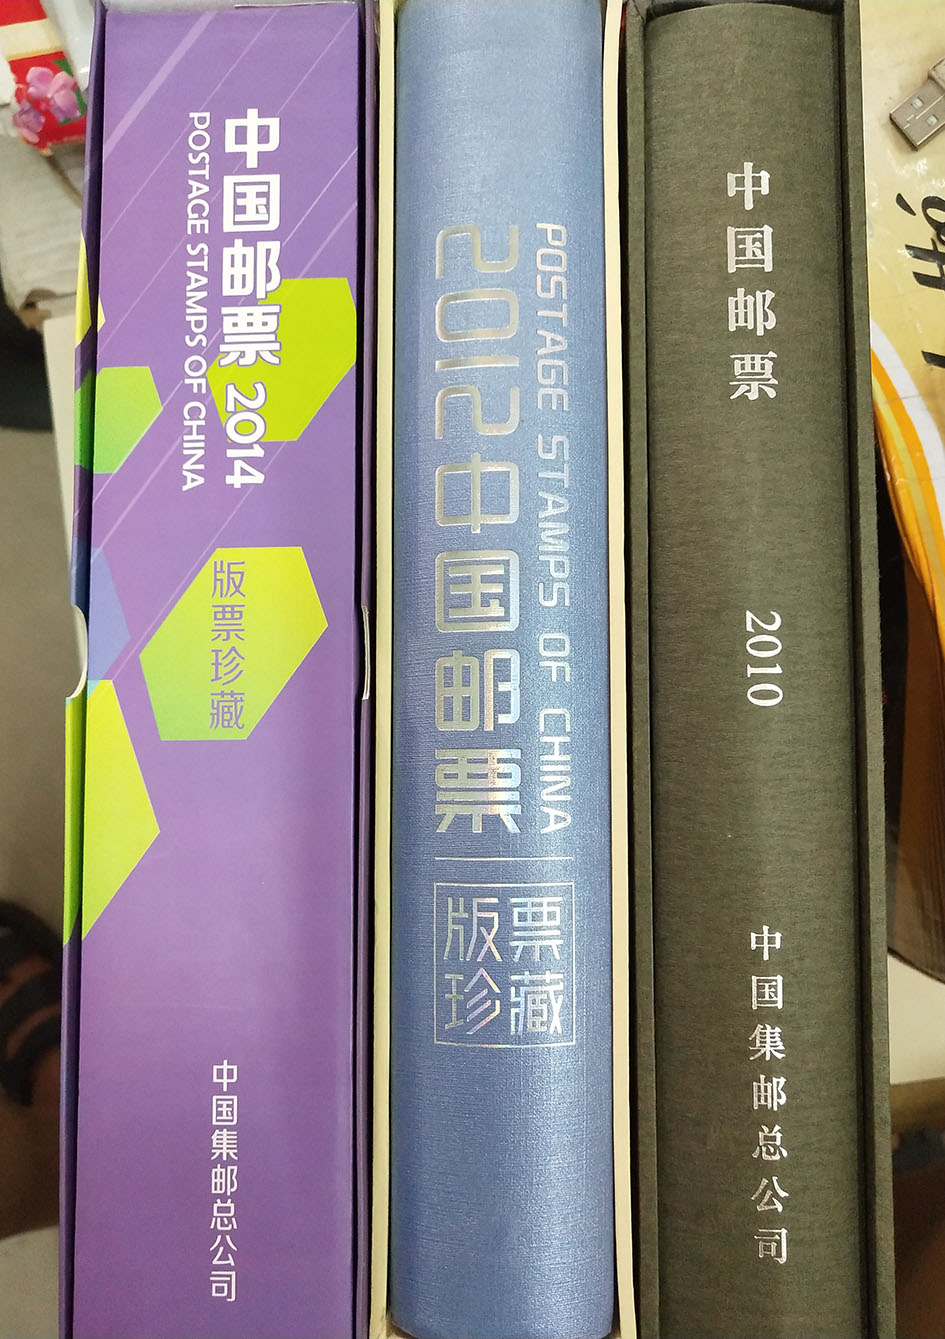 中国邮票 2014
POSTAGE STAMPS OF CHINA
版票珍藏
中国集邮总公司
POSTAGE STAMPS OF CHINA
2012中国邮票
版票
珍藏
中国邮票
2010
中国集邮总公司